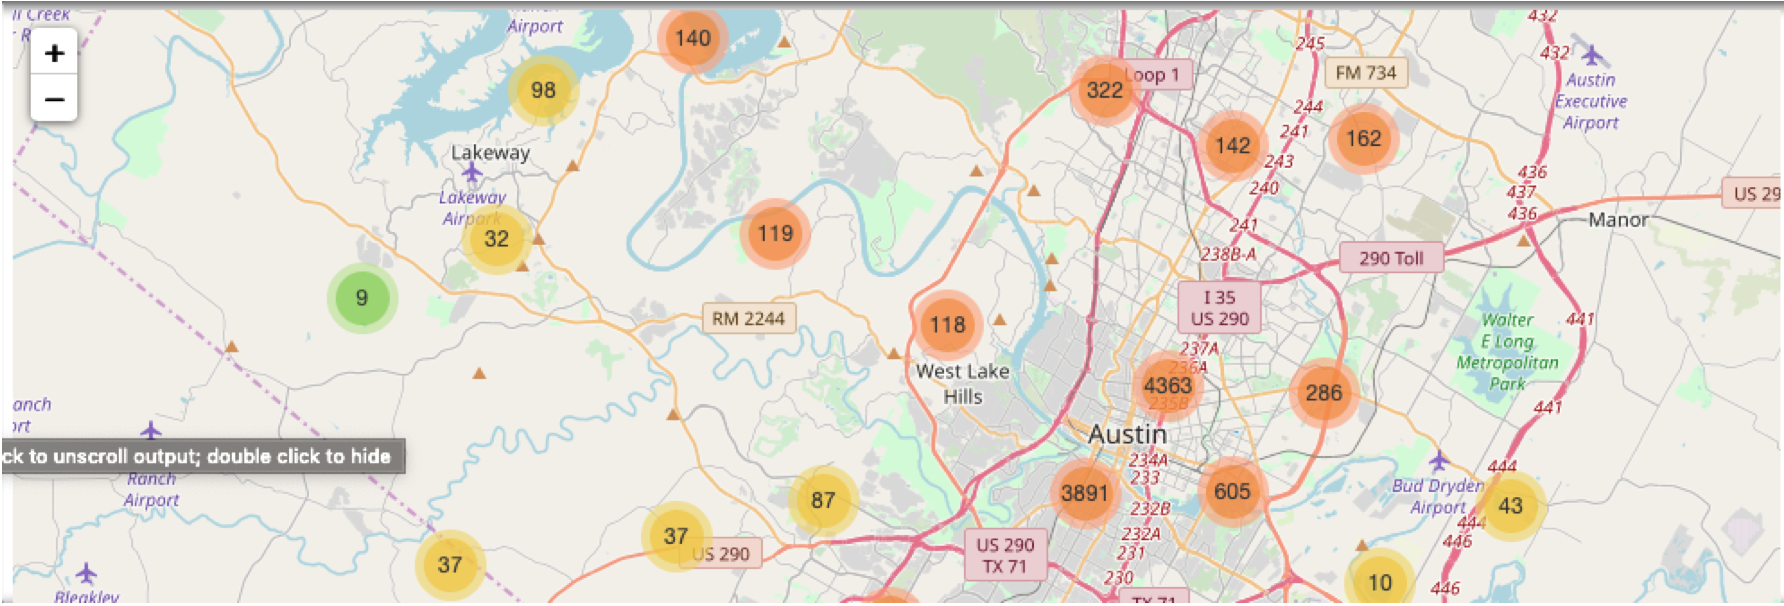 ll Creek
Airport
140
432
245
432
+
98
322
Loop 1
FM 734
Austin
Executive
Airport
−
244
241
142
162
Lakeway
243
436
240
437
US 29
Lakeway
Airpark
436
Manor
32
119
241
238B-A
290 Toll
9
I 35
US 290
RM 2244
118
Walter
E Long
Metropolitan
Park
441
237A
236A
West Lake
Hills
4363
286
235B
441
anch
ort
Austin
ck to unscroll output; double click to hide
234A
444
Ranch
Airport
233
Bud Dryden
Airport
87
3891
605
43
232B
444
37
US 290
232A
446
US 290
TX 71
231
37
230
10
446
Bleakley
TX 71